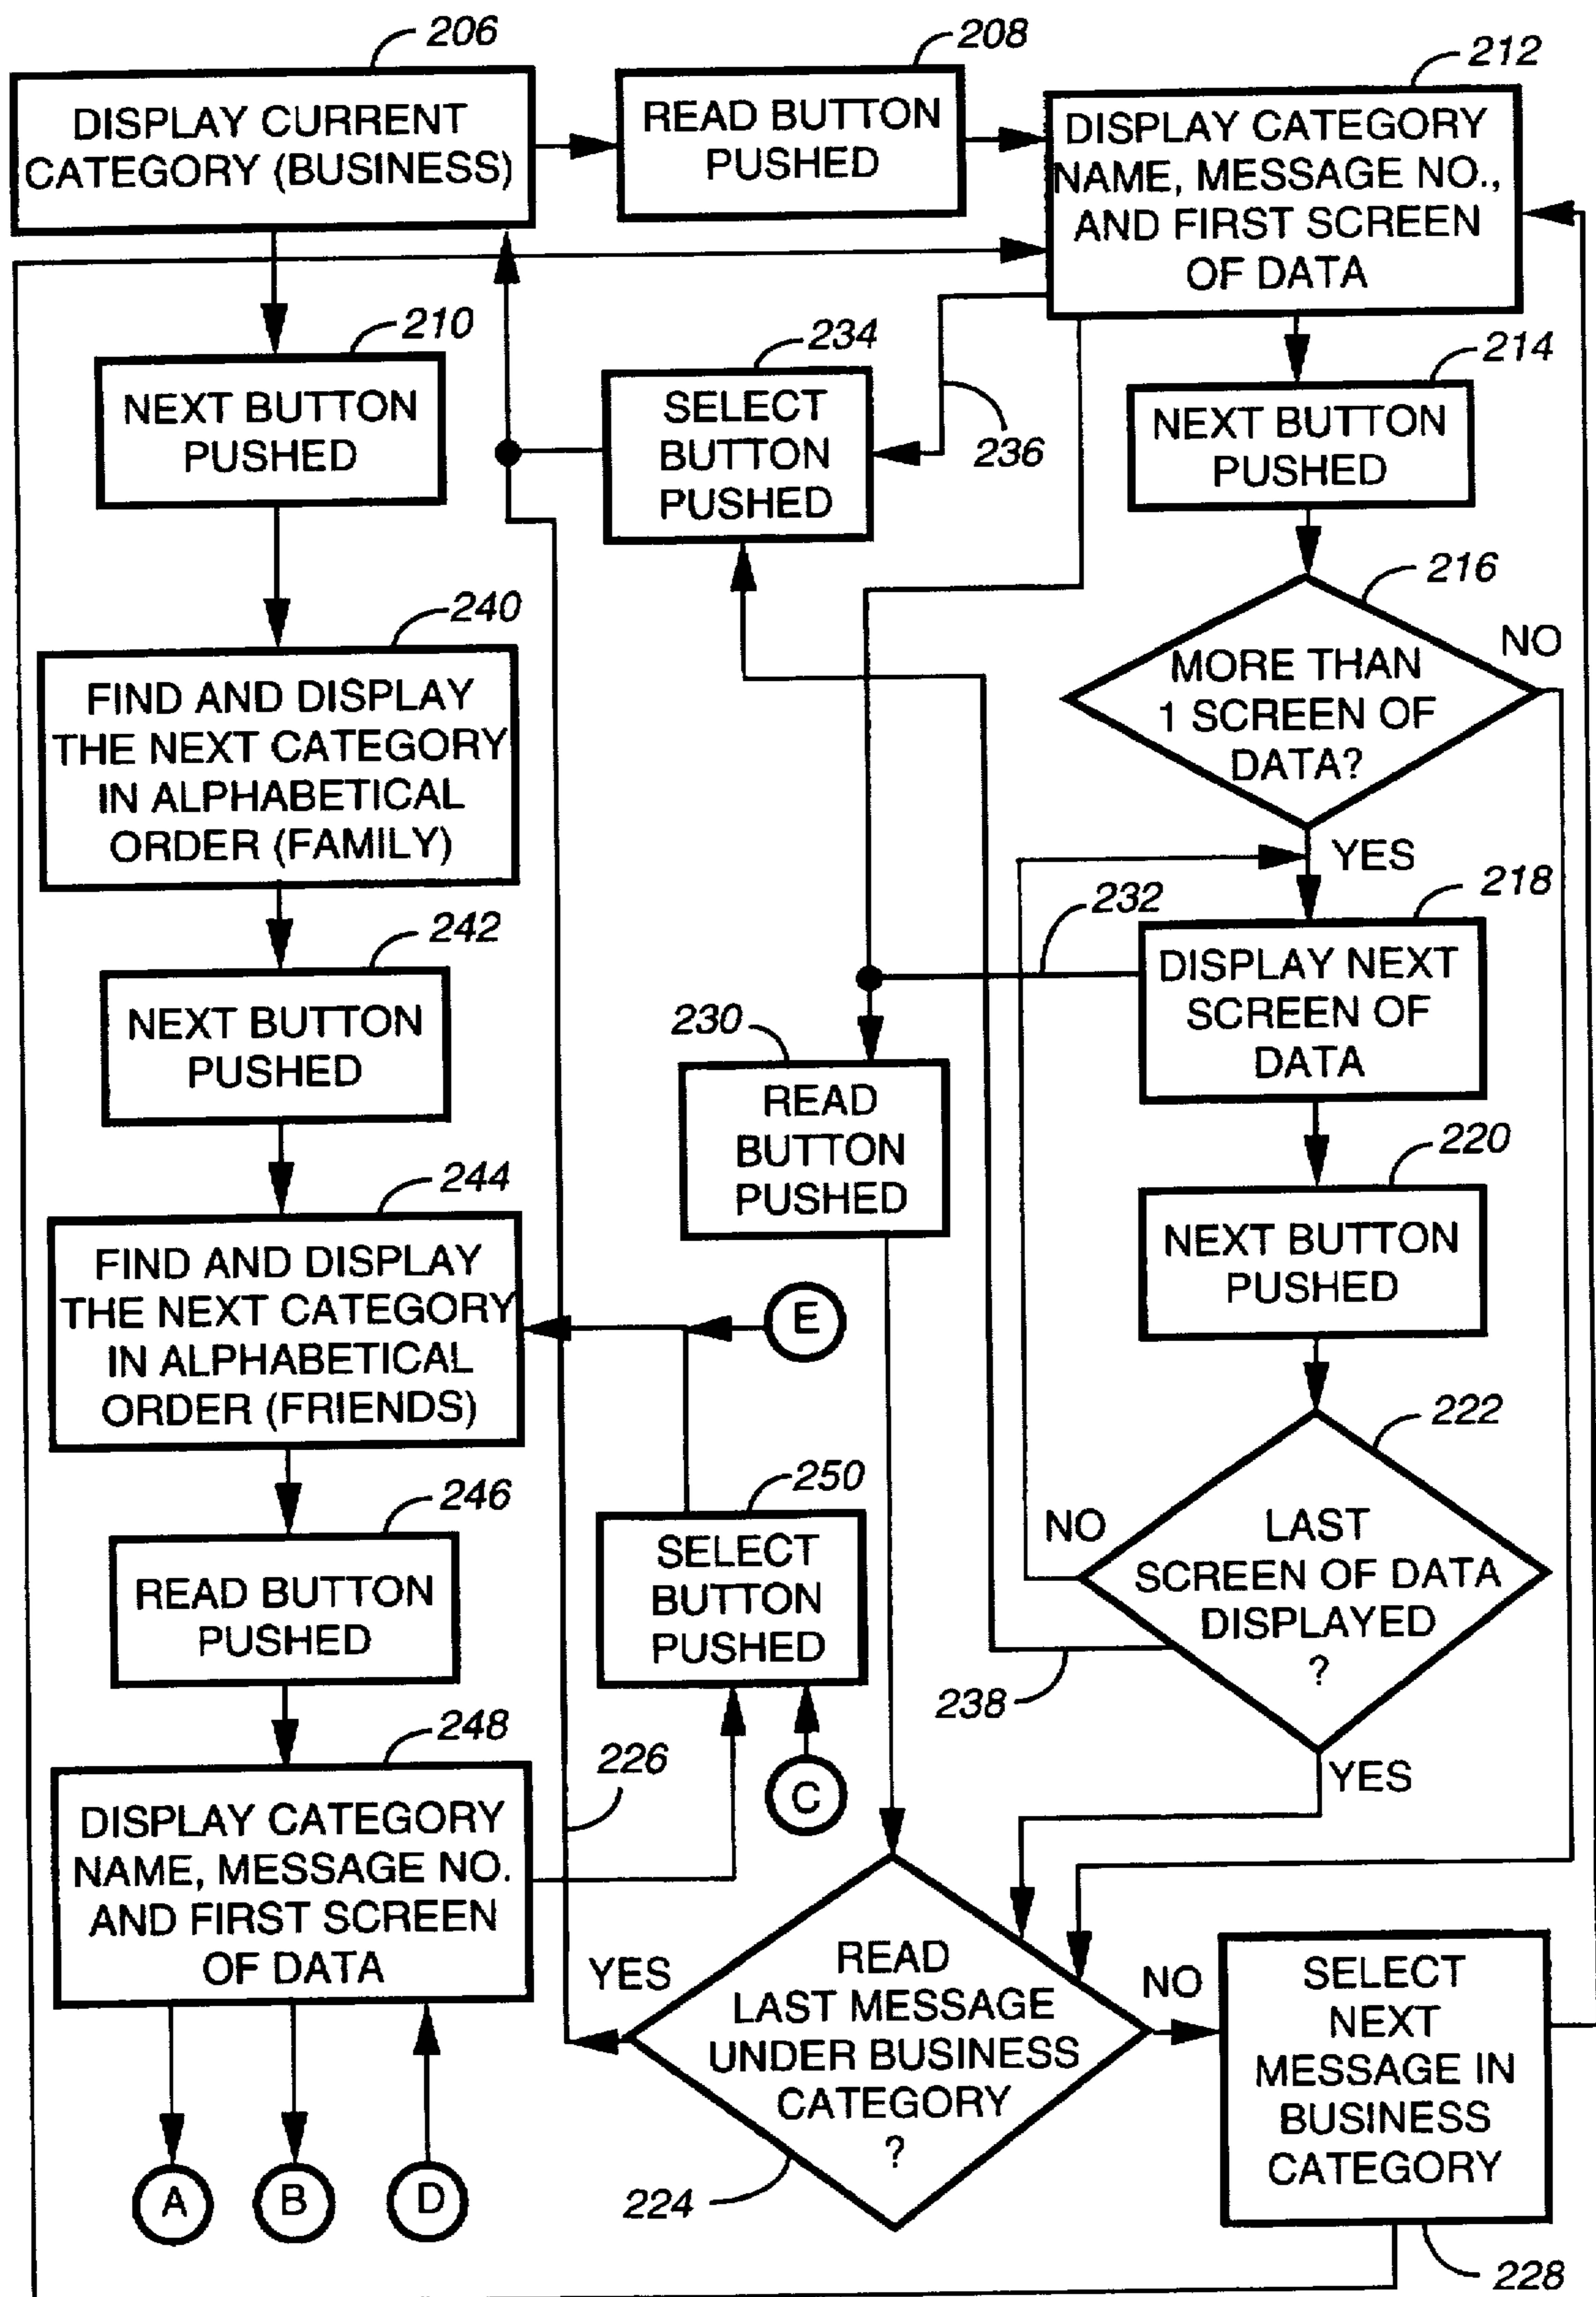 206
DISPLAY CURRENT
CATEGORY (BUSINESS)
208
READ BUTTON
PUSHED
212
DISPLAY CATEGORY
NAME, MESSAGE NO.,
AND FIRST SCREEN
OF DATA
210
NEXT BUTTON
PUSHED
234
SELECT
BUTTON
PUSHED
236
214
NEXT BUTTON
PUSHED
216
MORE THAN
1 SCREEN OF
DATA?
NO
YES
240
FIND AND DISPLAY
THE NEXT CATEGORY
IN ALPHABETICAL
ORDER (FAMILY)
218
DISPLAY NEXT
SCREEN OF
DATA
232
242
NEXT BUTTON
PUSHED
230
READ
BUTTON
PUSHED
220
NEXT BUTTON
PUSHED
244
FIND AND DISPLAY
THE NEXT CATEGORY
IN ALPHABETICAL
ORDER (FRIENDS)
E
222
LAST
SCREEN OF DATA
DISPLAYED
?
NO
YES
238
246
READ BUTTON
PUSHED
250
SELECT
BUTTON
PUSHED
C
248
DISPLAY CATEGORY
NAME, MESSAGE NO.
AND FIRST SCREEN
OF DATA
226
YES
READ
LAST MESSAGE
UNDER BUSINESS
CATEGORY
?
224
NO
SELECT
NEXT
MESSAGE IN
BUSINESS
CATEGORY
228
A
B
D